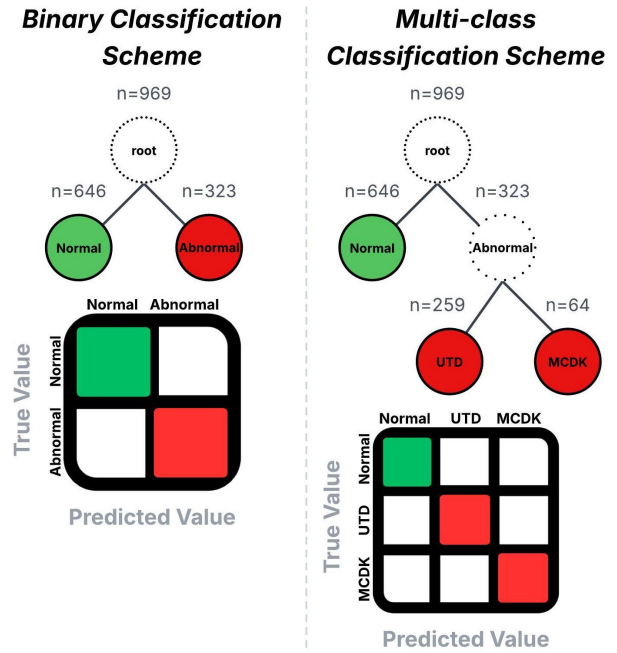 Binary Classification
Scheme
n=969
root
n=646
n=323
Normal
Abnormal
Normal Abnormal
True Value
Normal
Abnormal
Predicted Value
Multi-class
Classification Scheme
n=969
root
n=646
n=323
Normal
Abnormal
n=259
n=64
UTD
MCDK
Normal UTD MCDK
True Value
Normal
UTD
MCDK
Predicted Value